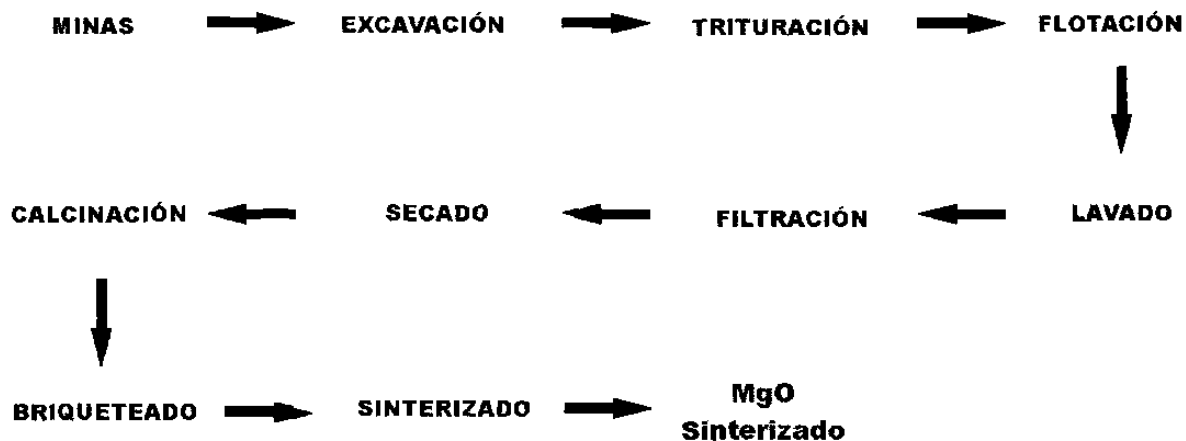 MINAS
EXCAVACIÓN
TRITURACIÓN
FLOTACIÓN
CALCINACIÓN
SECADO
FILTRACIÓN
LAVADO
BRIQUETEADO
SINTERIZADO
MgO
Sinterizado